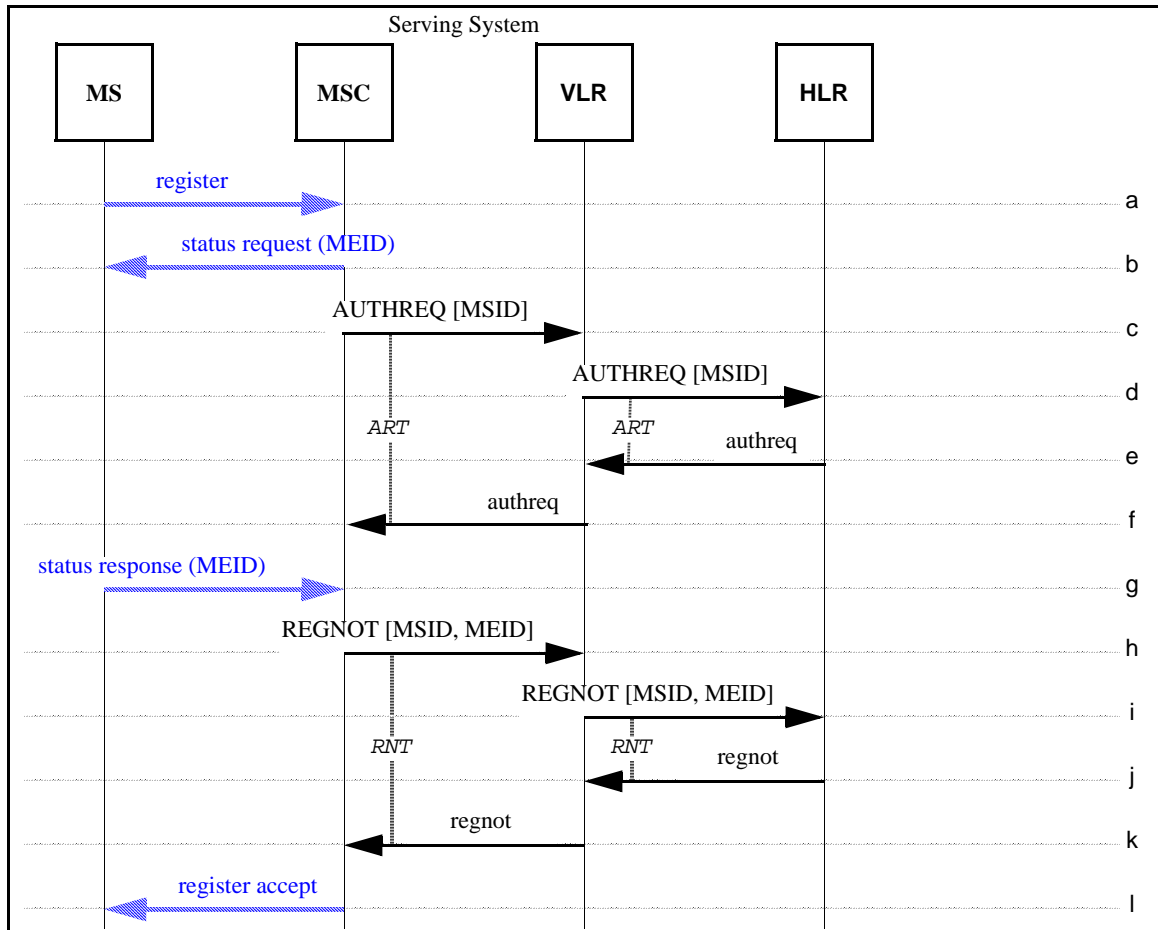 Serving System
MS
MSC
VLR
HLR
register
a
status request (MEID)
b
AUTHREQ [MSID]
c
AUTHREQ [MSID]
d
ART
ART
authreq
e
authreq
f
status response (MEID)
g
REGNOT [MSID, MEID]
h
REGNOT [MSID, MEID]
i
RNT
RNT
regnot
j
regnot
k
register accept
l